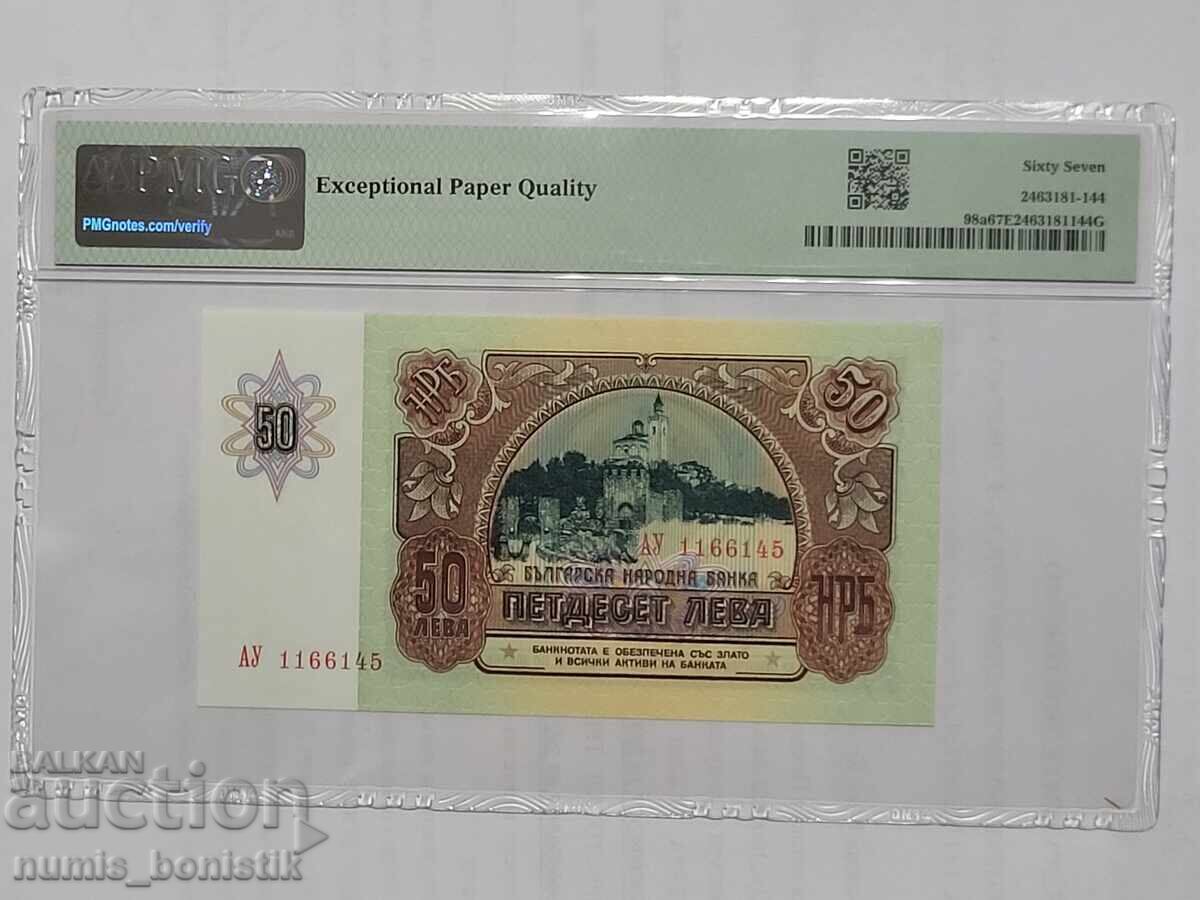 PMG
PMGnotes.com/verify
Exceptional Paper Quality
Sixty Seven
2463181-144
98a67E2463181144G
50
НРБ
50
АУ 1166145
БЪЛГАРСКА НАРОДНА БАНКА
ПЕТДЕСЕТ ЛЕВА
50
ЛЕВА
НРБ
БАНКНОТАТА Е ОБЕЗПЕЧЕНА СЪС ЗЛАТО
И ВСИЧКИ АКТИВИ НА БАНКАТА
АУ 1166145
BALKAN
auction
numis_bonistik